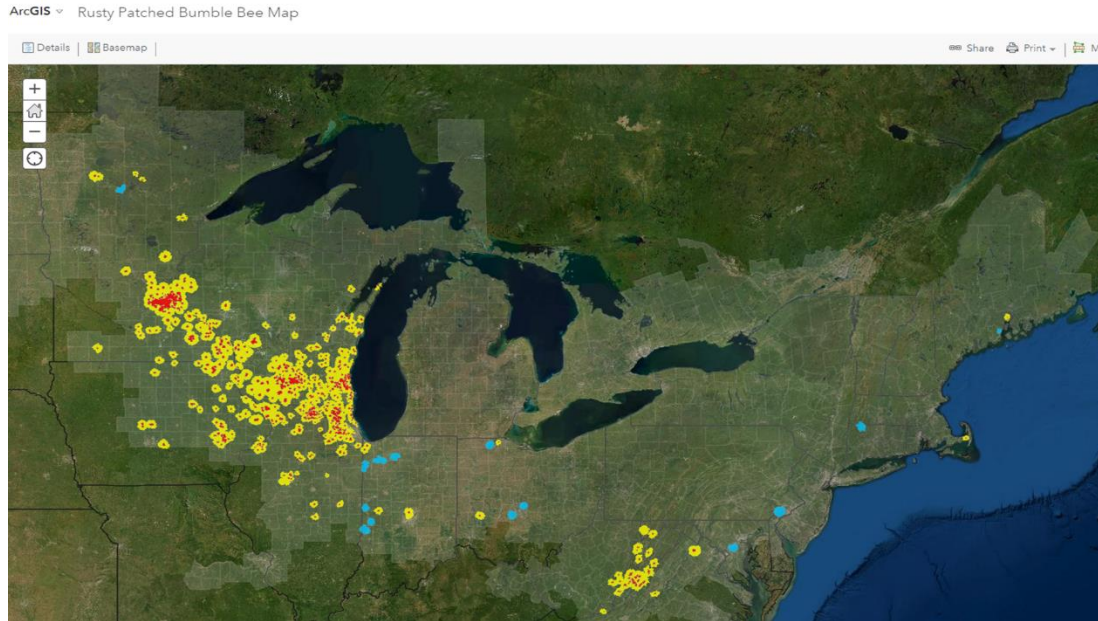 ArcGIS Rusty Patched Bumble Bee Map
Details | Basemap |
Share Print | M
+
−